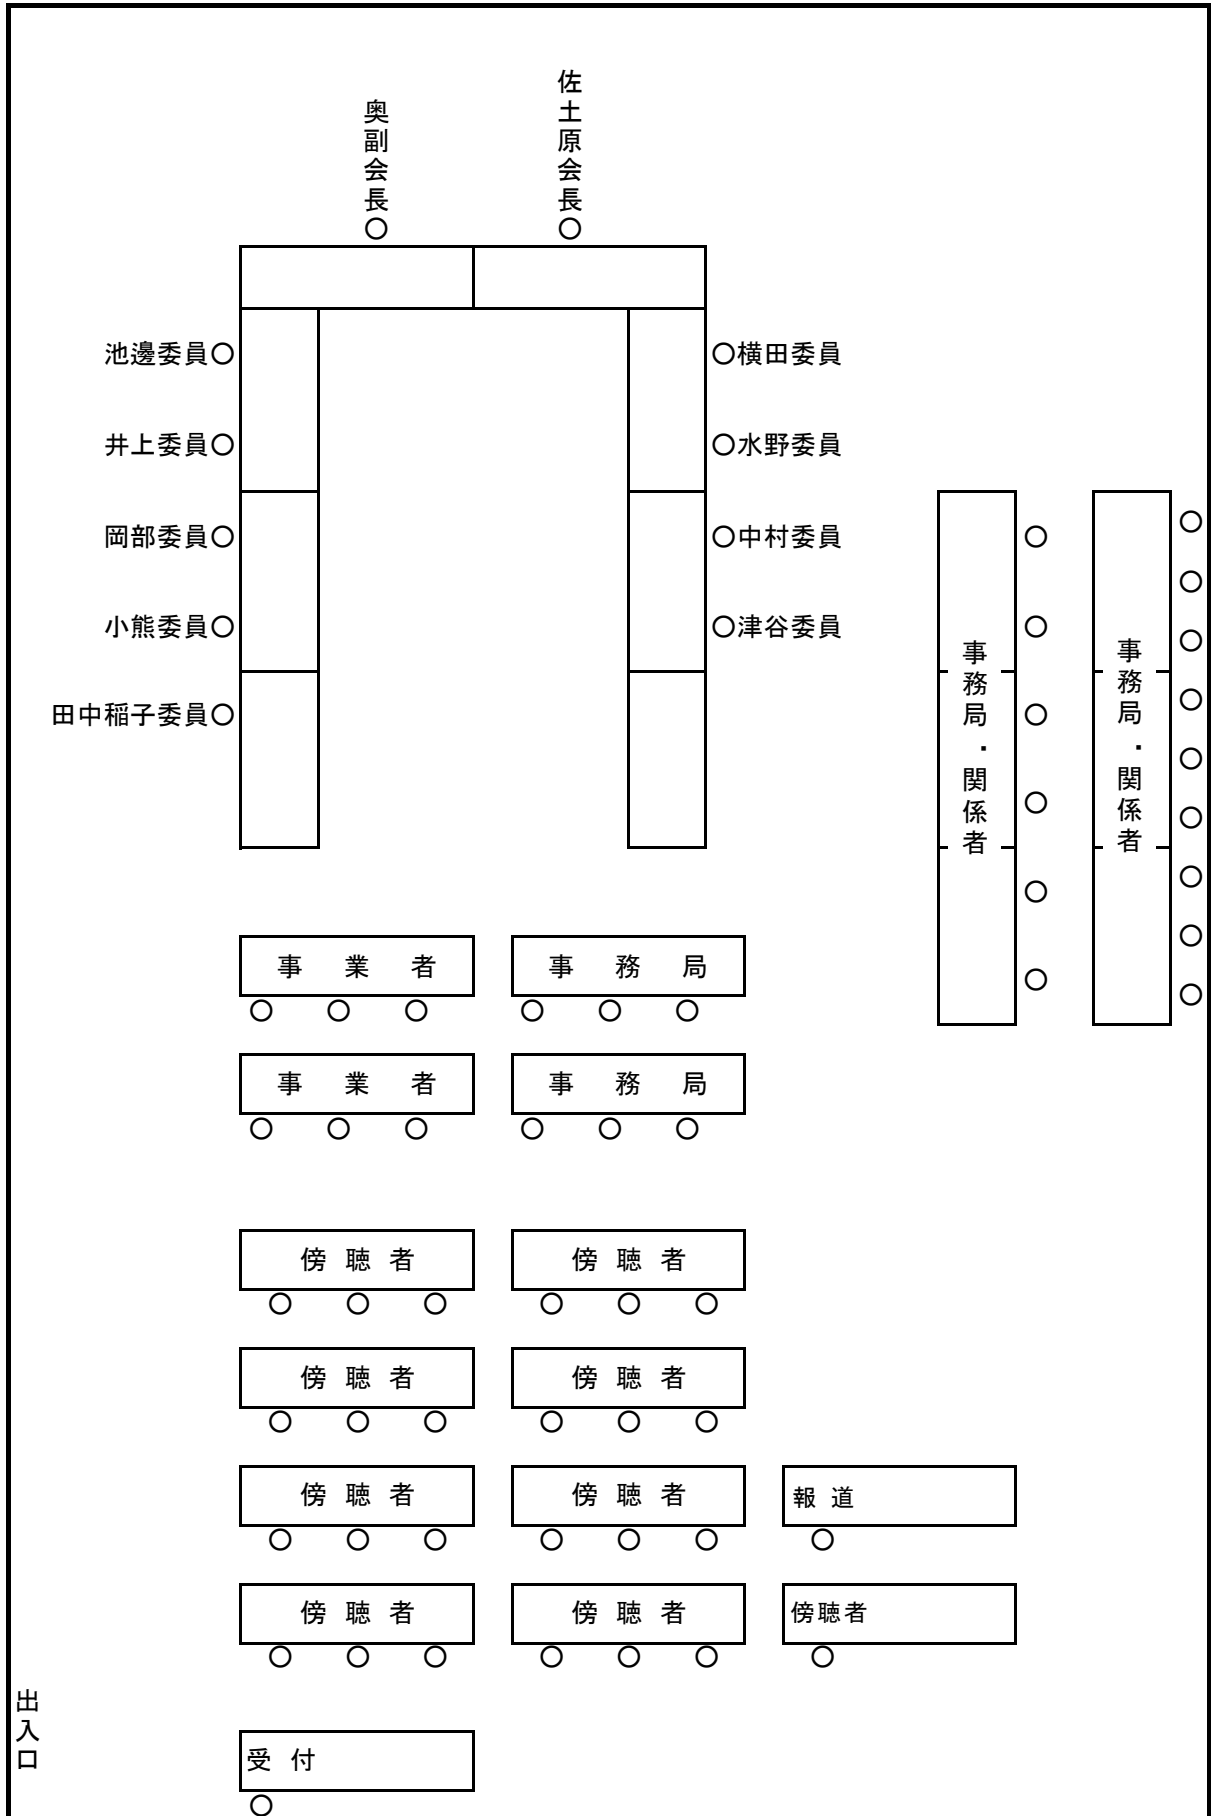 佐土原会長○
奥副会長○
池邊委員○
○横田委員
井上委員○
○水野委員
岡部委員○
○中村委員
小熊委員○
○津谷委員
田中稲子委員○
事務局・関係者
事務局・関係者
事業者
事務局
事業者
事務局
傍聴者
傍聴者
傍聴者
傍聴者
傍聴者
傍聴者
報道
傍聴者
傍聴者
傍聴者
出入口
受付